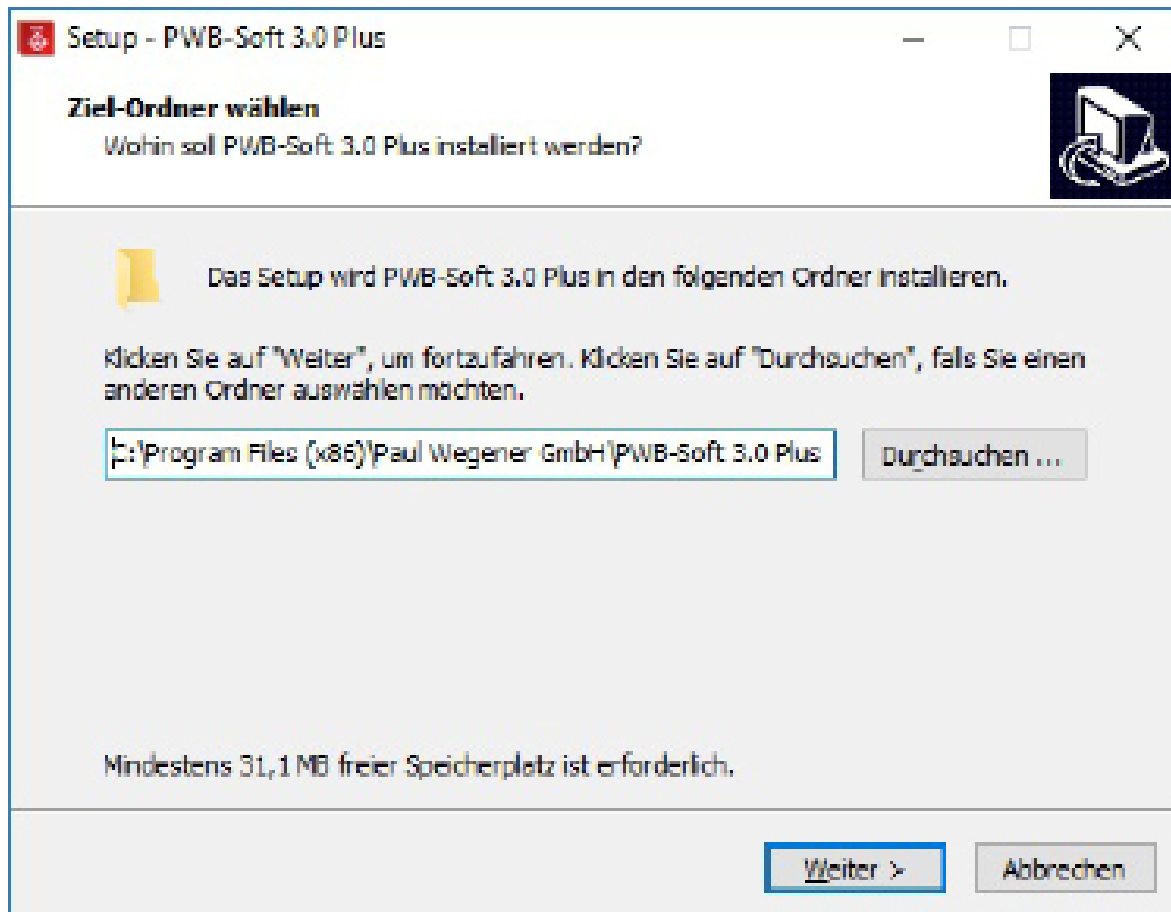 Setup - PWB-Soft 3.0 Plus
Ziel-Ordner wählen
Wohin soll PWB-Soft 3.0 Plus installiert werden?
Das Setup wird PWB-Soft 3.0 Plus in den folgenden Ordner installieren.
Klicken Sie auf "Weiter", um fortzufahren. Klicken Sie auf "Durchsuchen", falls Sie einen
anderen Ordner auswählen möchten.
C:\Program Files (x86)\Paul Wegener GmbH\PWB-Soft 3.0 Plus
Durchsuchen ...
Mindestens 31,1 MB freier Speicherplatz ist erforderlich.
Weiter >
Abbrechen